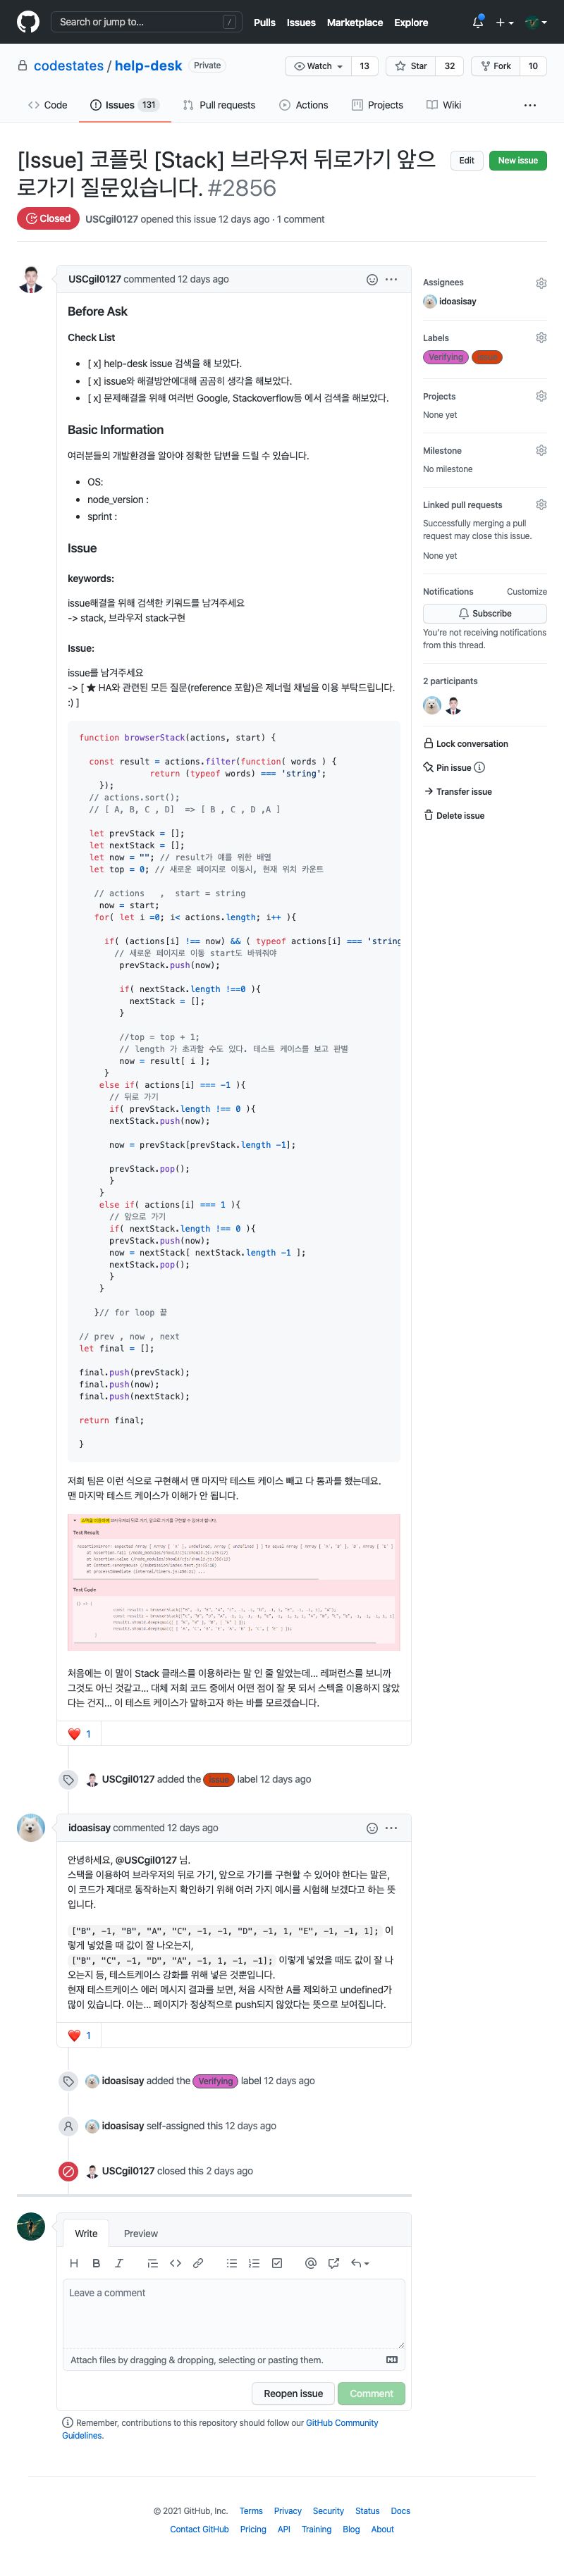 Search or jump to...
/
Pulls Issues Marketplace Explore
codestates / help-desk Private
Watch 13 Star 32 Fork 10
Code Issues 131 Pull requests Actions Projects Wiki
[Issue] 코플릿 [Stack] 브라우저 뒤로가기 앞으
로가기 질문있습니다. #2856
Edit New issue
Closed USCgil0127 opened this issue 12 days ago · 1 comment
USCgil0127 commented 12 days ago
Before Ask
Check List
[ x] help-desk issue 검색을 해 보았다.
[ x] issue와 해결방안에대해 곰곰히 생각을 해보았다.
[ x] 문제해결을 위해 여러번 Google, Stackoverflow등 에서 검색을 해보았다.
Basic Information
여러분들의 개발환경을 알아야 정확한 답변을 드릴 수 있습니다.
OS:
node_version :
sprint :
Issue
keywords:
issue해결을 위해 검색한 키워드를 남겨주세요
-> stack, 브라우저 stack구현
Issue:
issue를 남겨주세요
-> [ ★ HA와 관련된 모든 질문(reference 포함)은 제너럴 채널을 이용 부탁드립니다.
:) ]
function browserStack(actions, start) {
const result = actions.filter(function( words ) {
return (typeof words) === 'string';
});
// actions.sort();
// [ A, B, C , D] => [ B , C , D ,A ]
let prevStack = [];
let nextStack = [];
let now = ""; // result가 얘를 위한 배열
let top = 0; // 새로운 페이지로 이동시, 현재 위치 카운트
// actions , start = string
now = start;
for( let i =0; i< actions.length; i++ ){
if( (actions[i] !== now) && ( typeof actions[i] === 'string
// 새로운 페이지로 이동 start도 바꿔줘야
prevStack.push(now);
if( nextStack.length !==0 ){
nextStack = [];
}
//top = top + 1;
// length 가 초과할 수도 있다. 테스트 케이스를 보고 판별
now = result[ i ];
}
else if( actions[i] === -1 ){
// 뒤로 가기
if( prevStack.length !== 0 ){
nextStack.push(now);
now = prevStack[prevStack.length -1];
prevStack.pop();
}
}
else if( actions[i] === 1 ){
// 앞으로 가기
if( nextStack.length !== 0 ){
prevStack.push(now);
now = nextStack[ nextStack.length -1 ];
nextStack.pop();
}
}
}// for loop 끝
// prev , now , next
let final = [];
final.push(prevStack);
final.push(now);
final.push(nextStack);
return final;
}
저희 팀은 이런 식으로 구현해서 맨 마지막 테스트 케이스 빼고 다 통과를 했는데요.
맨 마지막 테스트 케이스가 이해가 안 됩니다.
Test Result
Test Code
처음에는 이 말이 Stack 클래스를 이용하라는 말 인 줄 알았는데... 레퍼런스를 보니까
그것도 아닌 것같고... 대체 저희 코드 중에서 어떤 점이 잘 못 되서 스택을 이용하지 않았
다는 건지... 이 테스트 케이스가 말하고자 하는 바를 모르겠습니다.
❤️ 1
USCgil0127 added the issue label 12 days ago
idoasisay commented 12 days ago
안녕하세요, @USCgil0127 님.
스택을 이용하여 브라우저의 뒤로 가기, 앞으로 가기를 구현할 수 있어야 한다는 말은,
이 코드가 제대로 동작하는지 확인하기 위해 여러 가지 예시를 시험해 보겠다고 하는 뜻
입니다.
["B", -1, "B", "A", "C", -1, -1, "D", -1, 1, "E", -1, -1, 1]; 이
렇게 넣었을 때 값이 잘 나오는지,
["B", "C", -1, "D", "A", -1, 1, -1, -1]; 이렇게 넣었을 때도 값이 잘 나
오는지 등, 테스트케이스 강화를 위해 넣은 것뿐입니다.
현재 테스트케이스 에러 메시지 결과를 보면, 처음 시작한 A를 제외하고 undefined가
많이 있습니다. 이는... 페이지가 정상적으로 push되지 않았다는 뜻으로 보여집니다.
❤️ 1
idoasisay added the Verifying label 12 days ago
idoasisay self-assigned this 12 days ago
USCgil0127 closed this 2 days ago
Write Preview
Leave a comment
Attach files by dragging & dropping, selecting or pasting them.
Reopen issue Comment
Remember, contributions to this repository should follow our GitHub Community
Guidelines.
Assignees
idoasisay
Labels
Verifying issue
Projects
None yet
Milestone
No milestone
Linked pull requests
Successfully merging a pull
request may close this issue.
None yet
Notifications Customize
Subscribe
You're not receiving notifications
from this thread.
2 participants
Lock conversation
Pin issue
Transfer issue
Delete issue
© 2021 GitHub, Inc. Terms Privacy Security Status Docs
Contact GitHub Pricing API Training Blog About